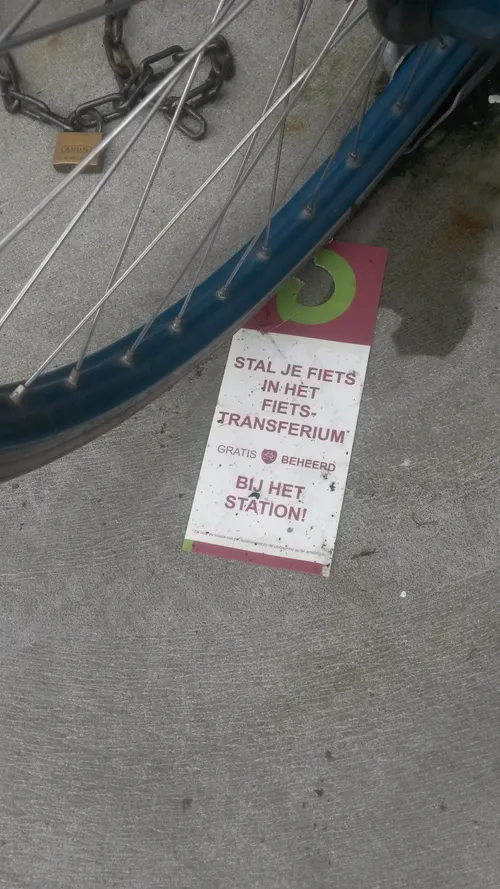 STAL JE FIETS
IN HET
FIETS-
TRANSFERIUM
GRATIS BEHEERD
BIJ HET
STATION!